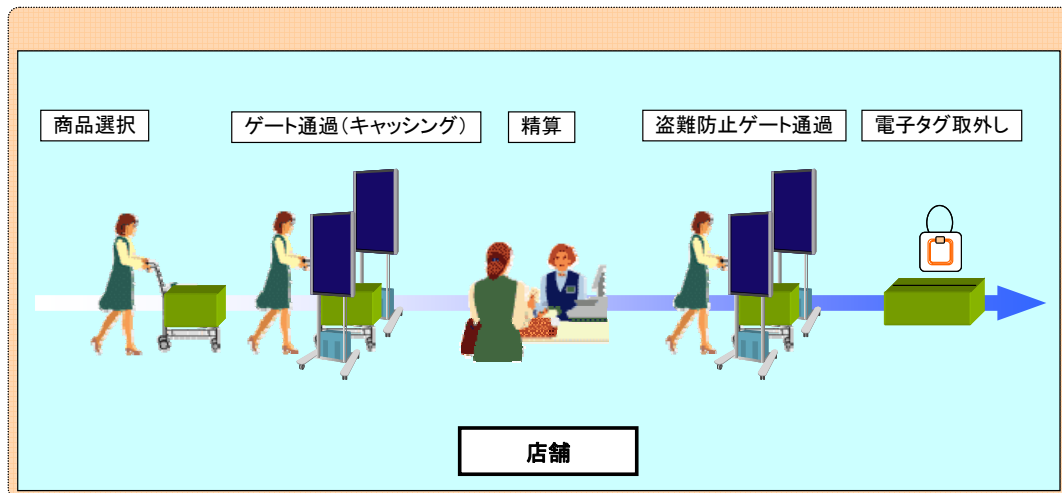 商品選択
ゲート通過(キャッシング)
精算
盗難防止ゲート通過
電子タグ取外し
店舗